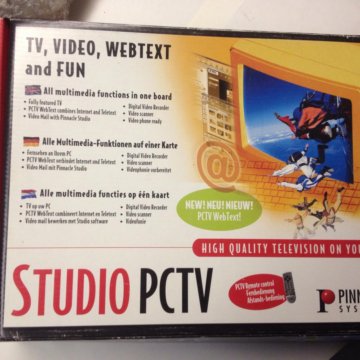 TV, VIDEO, WEBTEXT
and FUN
All multimedia functions in one board
• Fully featured TV
• PCTV WebText combines Internet and Teletext
• Video Mail with Pinnacle Studio
• Digital Video Recorder
• Video scanner
• Video phone ready
Alle Multimedia-Funktionen auf einer Karte
• Fernsehen an Ihrem PC
• PCTV WebText verbindet Internet und Teletext
• Video Mail mit Pinnacle Studio
• Digital Video Recorder
• Video scanner
• Videophonie vorbereitet
Alle multimedia functies op één kaart
• TV op uw PC
• PCTV WebText combineert Internet en Teletext
• Video mail bewerken met Studio software
• Digital Video Recorder
• Video scanner
• Videofonie
@
NEW! NEU! NIEUW!
PCTV WebText!
HIGH QUALITY TELEVISION ON YO
STUDIO PCTV
PCTV Remote control
Fernbedienung
Afstands-bediening
PINN
SYS